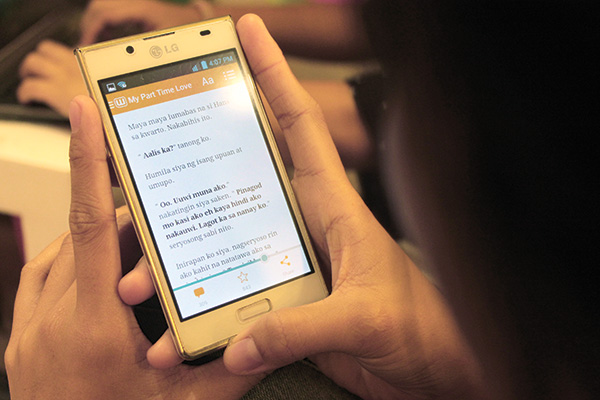 LG
4:07 PM
My Part Time Love Aa
Maya maya lumabas na si
sa kwarto. Nakabihis ito.
" Aalis ka?" tanong ko.
Humila siya ng isang upuan at
umupo.
" Oo. Uuwi muna ako."
nakatingin siya saken. " Pinagod
mo kasi ako eh kaya hindi ako
nakauwi. Lagot ka sa nanay ko."
seryosong sabi nito.
Inirapan ko siya, nagseryoso rin
ako kahit na natatawa ako sa